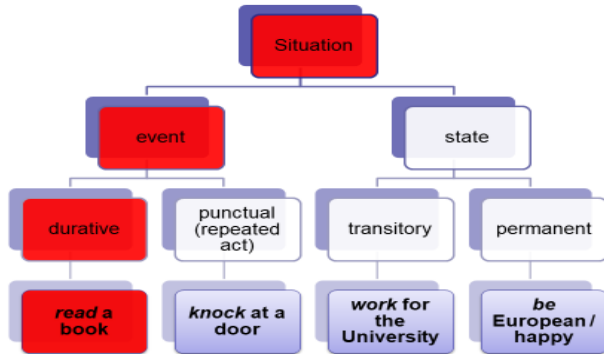 Situation
event
state
durative
punctual
(repeated
act)
transitory
permanent
read a
book
knock at a
door
work for
the
University
be
European /
happy